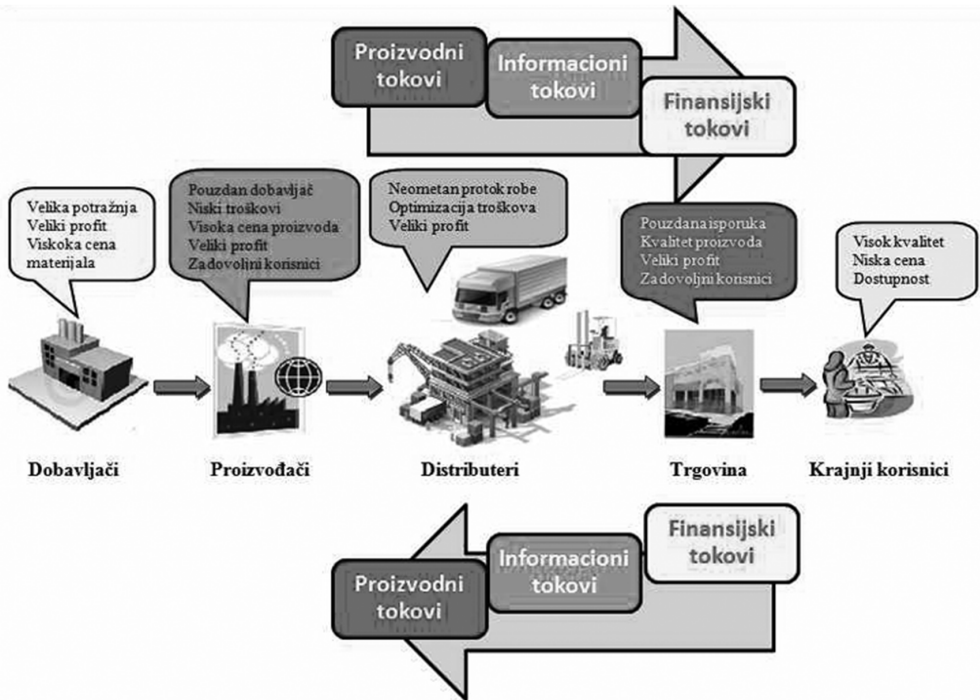 Proizvodni
tokovi
Informacioni
tokovi
Finansijski
tokovi
Velika potražnja
Veliki profit
Viskoka cena
materijala
Pouzdan dobavljač
Niski troškovi
Visoka cena proizvoda
Veliki profit
Zadovoljni korisnici
Neometan protok robe
Optimizacija troškova
Veliki profit
Pouzdana isporuka
Kvalitet proizvoda
Veliki profit
Zadovoljni korisnici
Visok kvalitet
Niska cena
Dostupnost
Dobavljači
Proizvođači
Distributeri
Trgovina
Krajnji korisnici
Finansijski
tokovi
Informacioni
tokovi
Proizvodni
tokovi